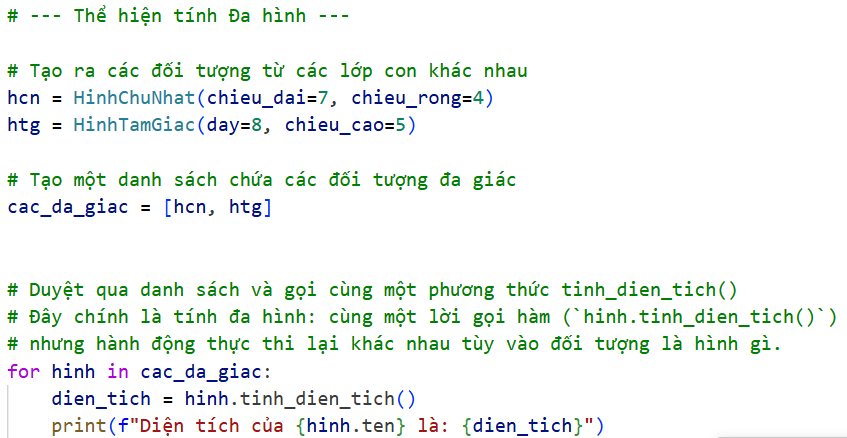 # --- Thể hiện tính Đa hình ---
# Tạo ra các đối tượng từ các lớp con khác nhau
hcn = HinhChuNhat(chieu_dai=7, chieu_rong=4)
htg = HinhTamGiac(day=8, chieu_cao=5)
# Tạo một danh sách chứa các đối tượng đa giác
cac_da_giac = [hcn, htg]
# Duyệt qua danh sách và gọi cùng một phương thức tinh_dien_tich()
# Đây chính là tính đa hình: cùng một lời gọi hàm (`hinh.tinh_dien_tich()`)
# nhưng hành động thực thi lại khác nhau tùy vào đối tượng là hình gì.
for hinh in cac_da_giac:
    dien_tich = hinh.tinh_dien_tich()
    print(f"Diện tích của {hinh.ten} là: {dien_tich}")